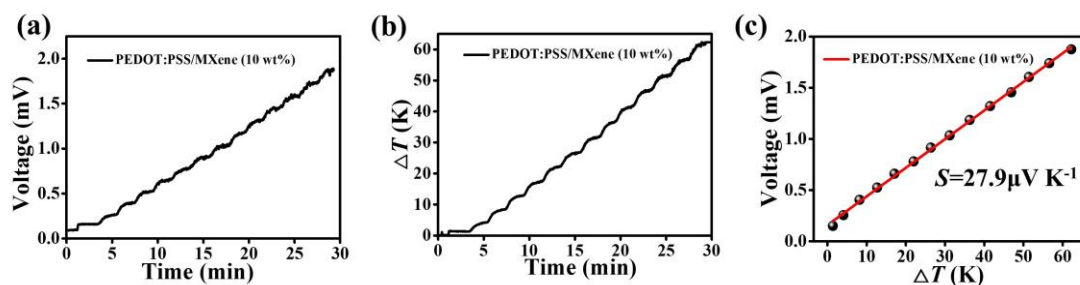 (a)
PEDOT:PSS/MXene (10 wt%)
Voltage (mV)
2.0
1.5
1.0
0.5
0.0
0 5 10 15 20 25 30
Time (min)
(b)
PEDOT:PSS/MXene (10 wt%)
△T (K)
60
50
40
30
20
10
0
0 5 10 15 20 25 30
Time (min)
(c)
PEDOT:PSS/MXene (10 wt%)
Voltage (mV)
2.0
1.5
1.0
0.5
0.0
S=27.9μV K-1
0 10 20 30 40 50 60
△T (K)